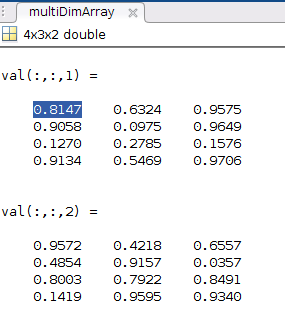 multiDimArray
4x3x2 double
val(:,:,1) =
0.8147 0.6324 0.9575
0.9058 0.0975 0.9649
0.1270 0.2785 0.1576
0.9134 0.5469 0.9706
val(:,:,2) =
0.9572 0.4218 0.6557
0.4854 0.9157 0.0357
0.8003 0.7922 0.8491
0.1419 0.9595 0.9340